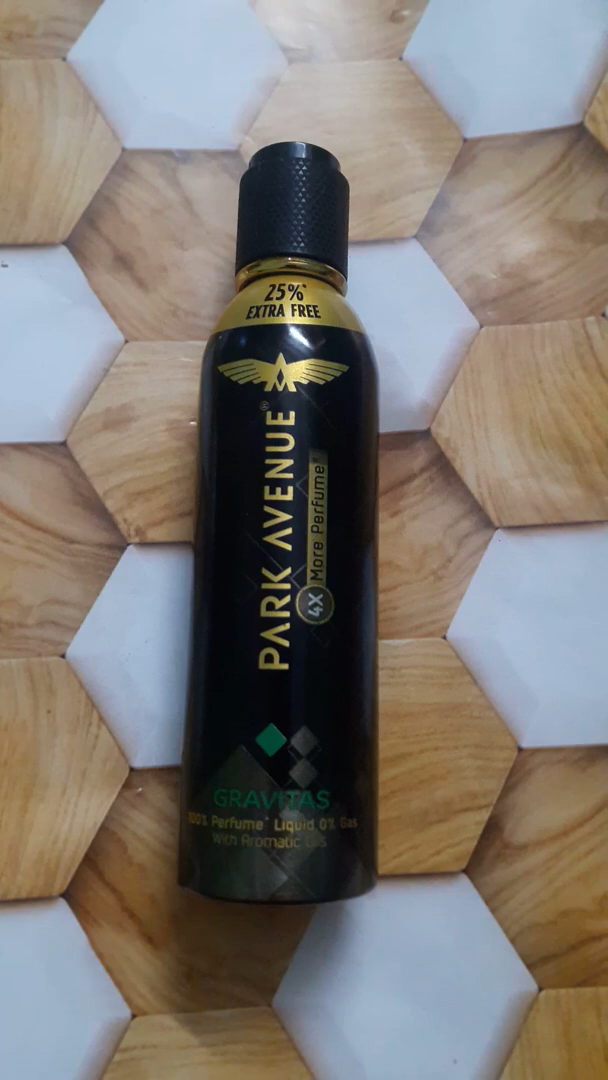 25%*
EXTRA FREE
PARK AVENUE®
4X More Perfume#
GRAVITAS
100% Perfume* Liquid 0% Gas
With Aromatic Oils